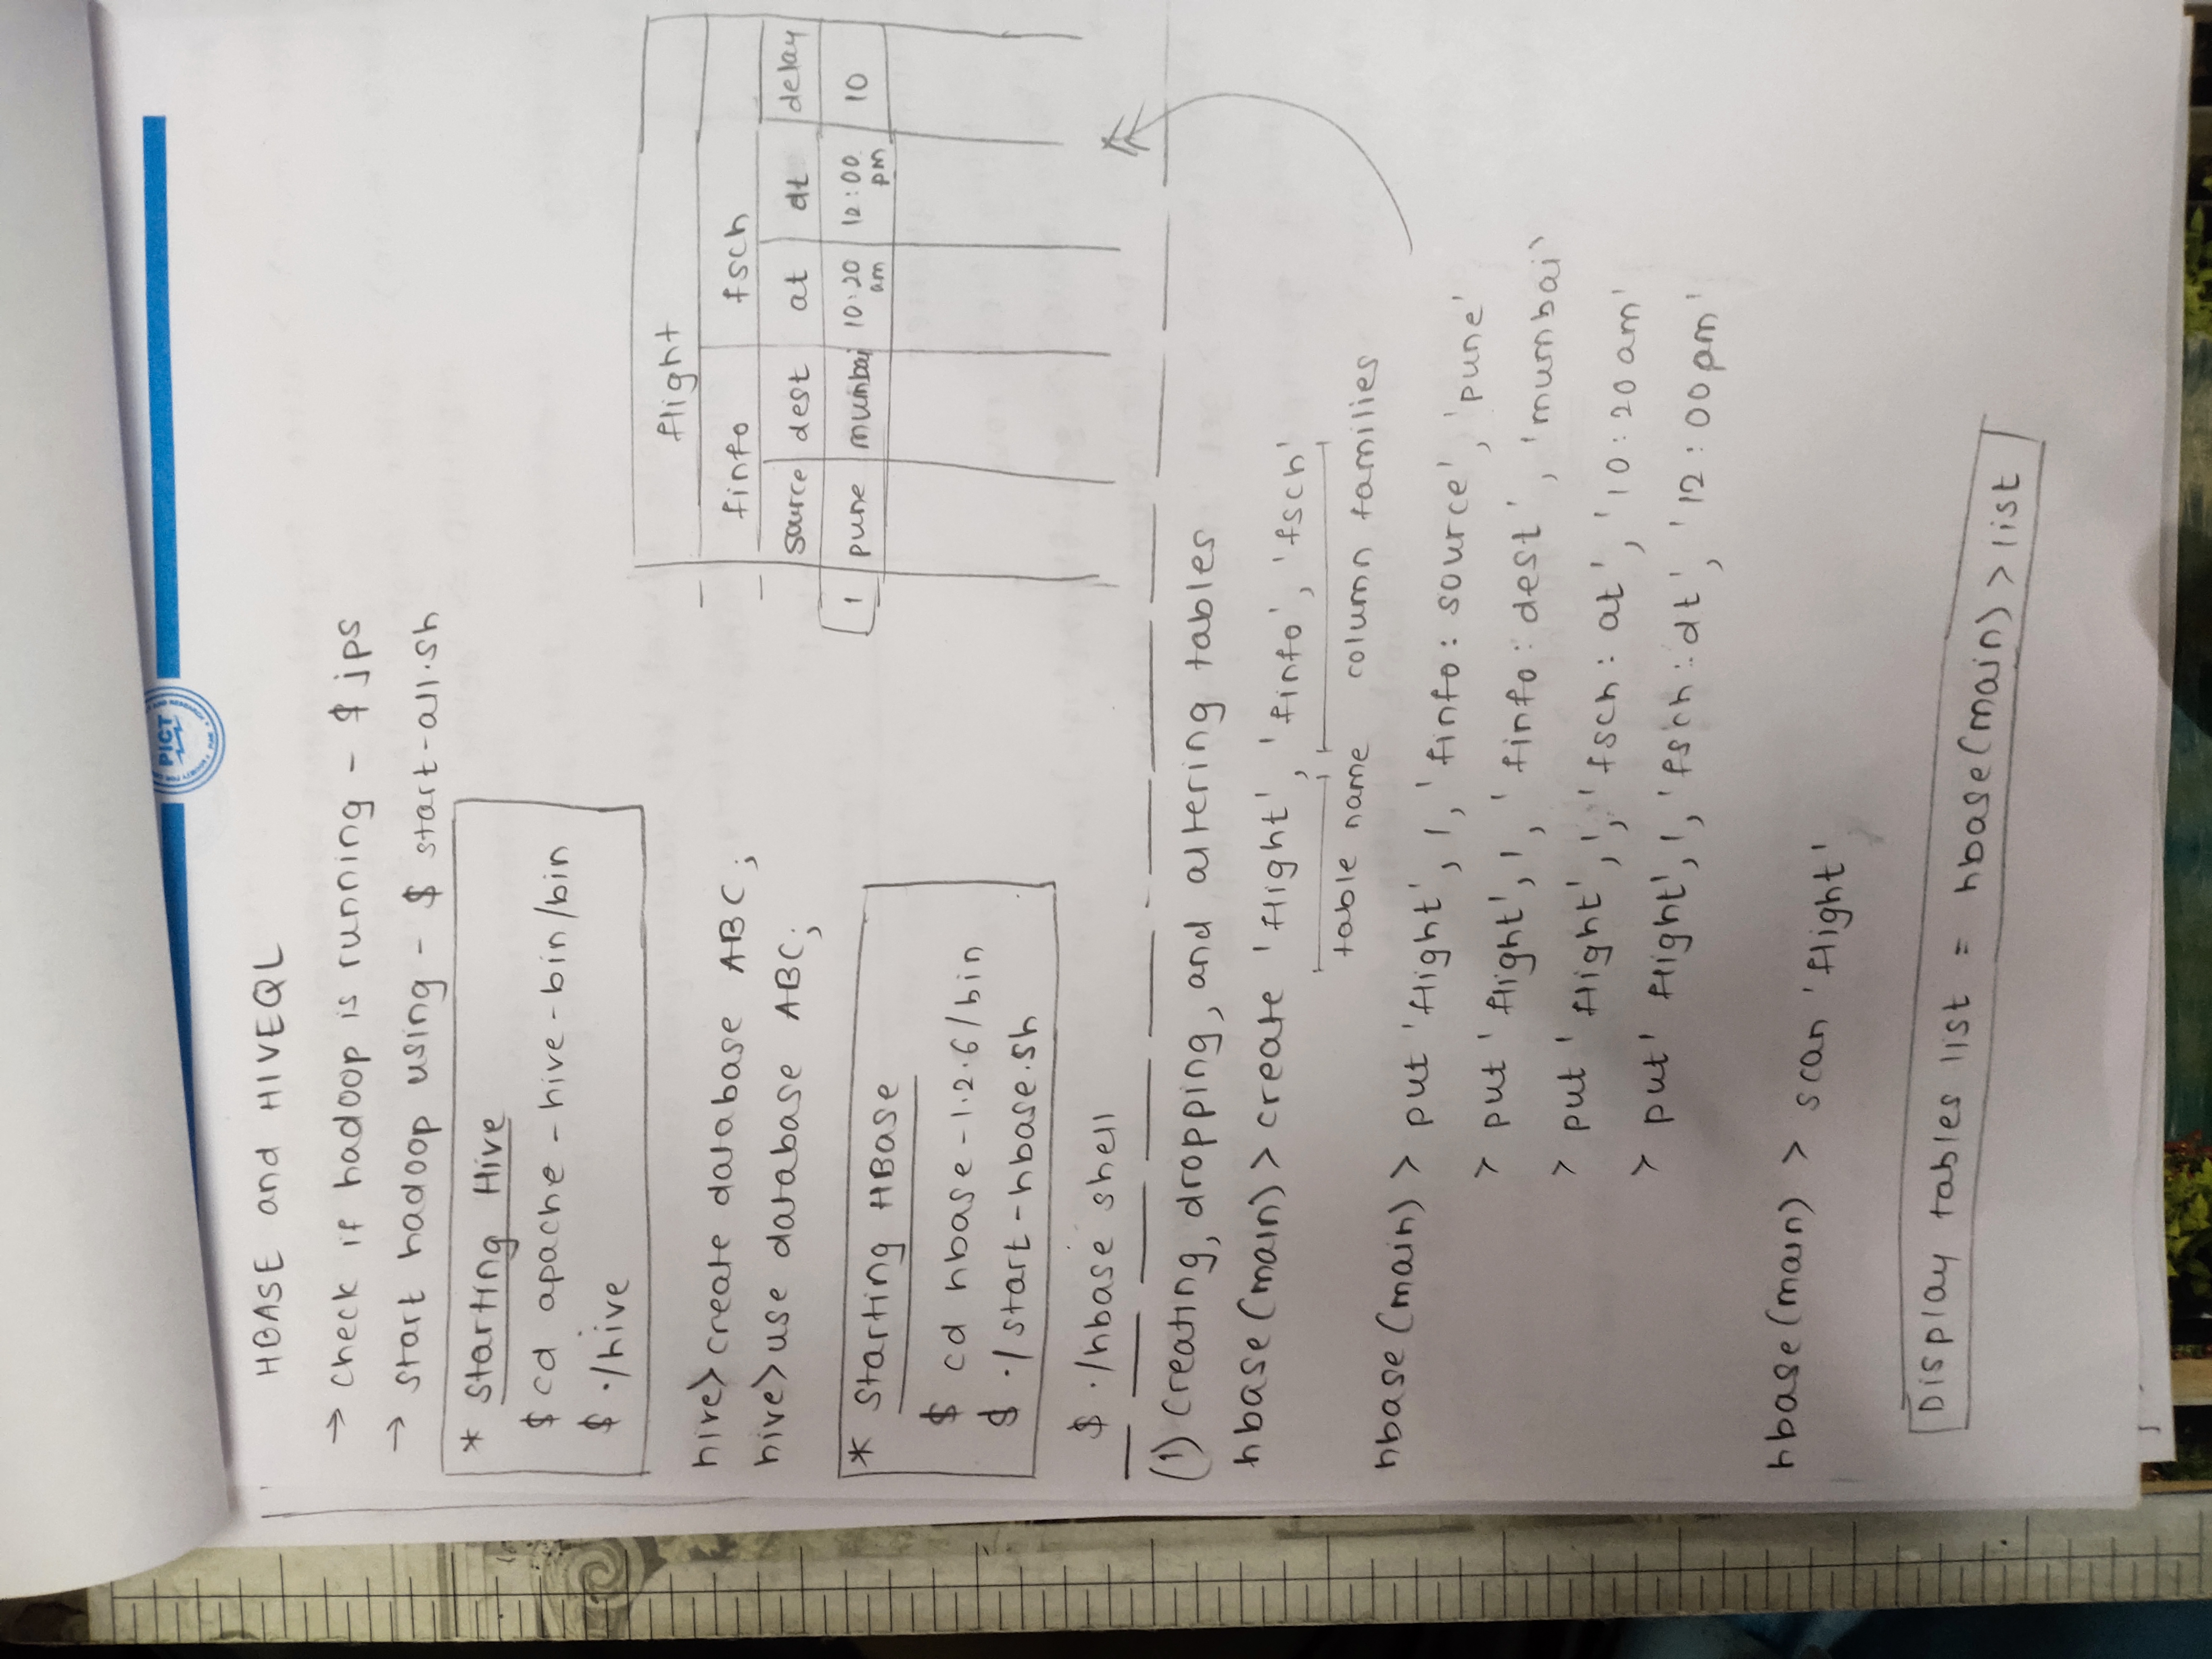 PICT
HBASE and HIVEQL
→ check if hadoop is running - $ jps
→ start hadoop using - $ start-all.sh
* Starting Hive
$ cd apache-hive-bin/bin
$ ./hive
hive> create database ABC;
hive> use database ABC;
flight
finfo fsch
source dest at dt delay
1 pune mumbai 10:20 am 12:00 pm 10
* Starting HBase
$ cd hbase-1.2.6/bin
$ ./start-hbase.sh
$ ./hbase shell
(1) Creating, dropping, and altering tables
hbase(main) > create 'flight', 'finfo', 'fsch'
table name column families
hbase(main) > put 'flight', 1, 'finfo: source', 'pune'
> put 'flight', 1, 'finfo: dest', 'mumbai'
> put 'flight', 1, 'fsch: at', '10:20 am'
> put 'flight', 1, 'fsch: dt', '12:00 pm'
hbase(main) > scan 'flight'
Display tables list = hbase(main) > list